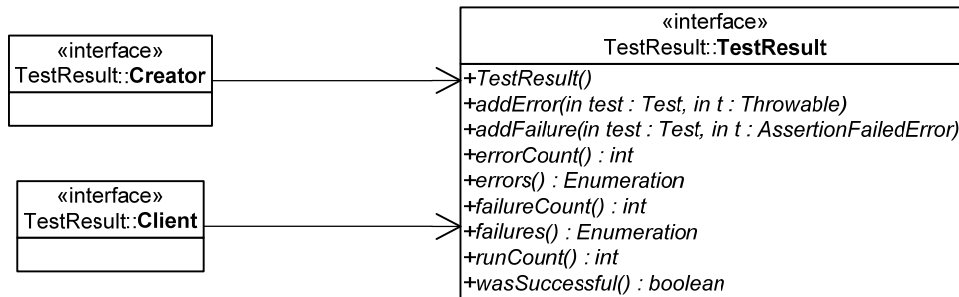 «interface»
TestResult::Creator
«interface»
TestResult::Client
«interface»
TestResult::TestResult
+TestResult()
+addError(in test : Test, in t : Throwable)
+addFailure(in test : Test, in t : AssertionFailedError)
+errorCount() : int
+errors() : Enumeration
+failureCount() : int
+failures() : Enumeration
+runCount() : int
+wasSuccessful() : boolean